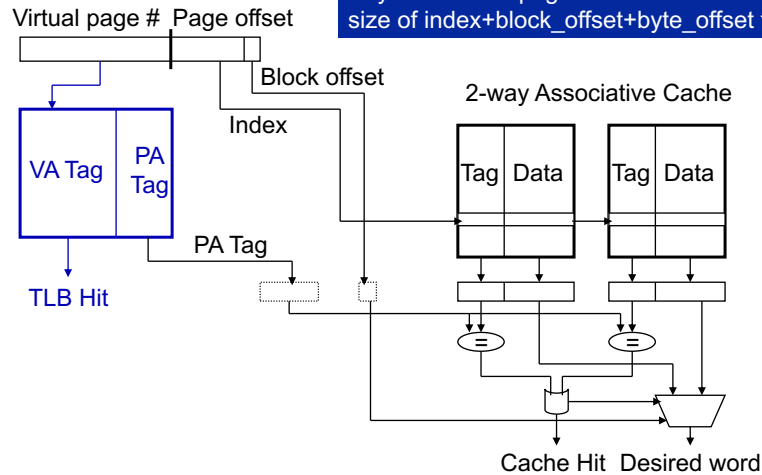 size of index+block_offset+byte_offset
Virtual page # Page offset
Block offset
Index
2-way Associative Cache
VA Tag
PA
Tag
Tag Data
Tag Data
PA Tag
TLB Hit
=
=
Cache Hit Desired word